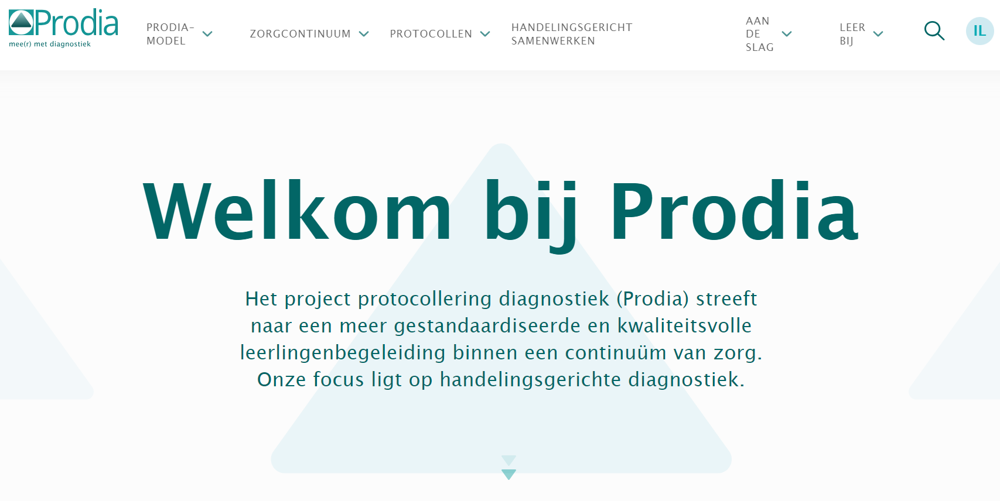 Prodia
mee(r) met diagnostiek
PRODIA-
MODEL
ZORGCONTINUUM
PROTOCOLLEN
HANDELINGSGERICHT
SAMENWERKEN
AAN
DE
SLAG
LEER
BIJ
IL
Welkom bij Prodia
Het project protocollering diagnostiek (Prodia) streeft
naar een meer gestandaardiseerde en kwaliteitsvolle
leerlingenbegeleiding binnen een continuüm van zorg.
Onze focus ligt op handelingsgerichte diagnostiek.